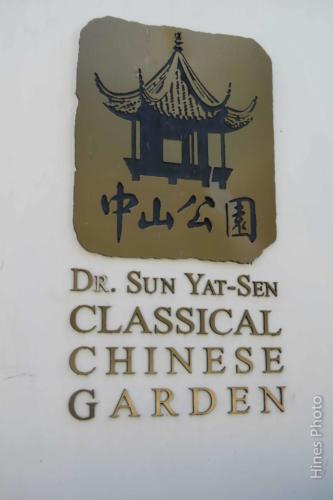 中山公園
DR. SUN YAT-SEN
CLASSICAL
CHINESE
GARDEN
Hines Photo